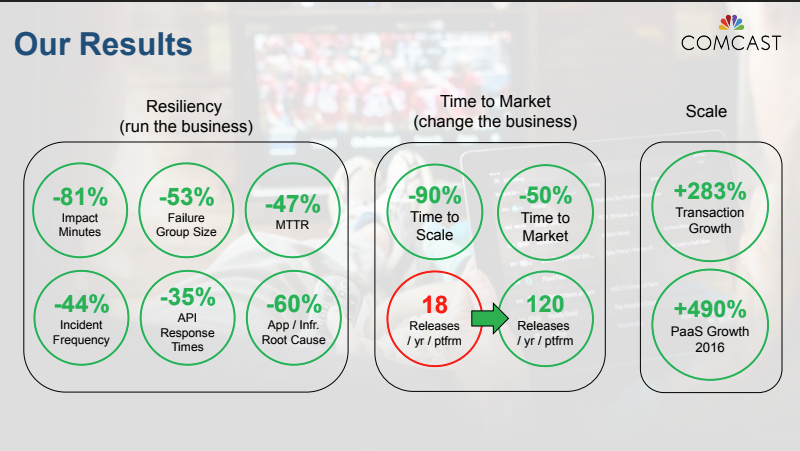 Our Results
COMCAST
Resiliency
(run the business)
-81%
Impact
Minutes
-53%
Failure
Group Size
-47%
MTTR
-44%
Incident
Frequency
-35%
API
Response
Times
-60%
App / Infr.
Root Cause
Time to Market
(change the business)
-90%
Time to
Scale
-50%
Time to
Market
18
Releases
/ yr / ptfrm
120
Releases
/ yr / ptfrm
Scale
+283%
Transaction
Growth
+490%
PaaS Growth
2016